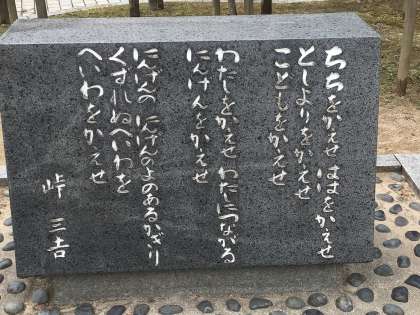 ちちをかえせ ははをかえせ
としよりをかえせ
こどもをかえせ
わたしをかえせ わたしにつながる
にんげんをかえせ
にんげんの にんげんのよのあるかぎり
くずれぬへいわを
へいわをかえせ
峠 三吉